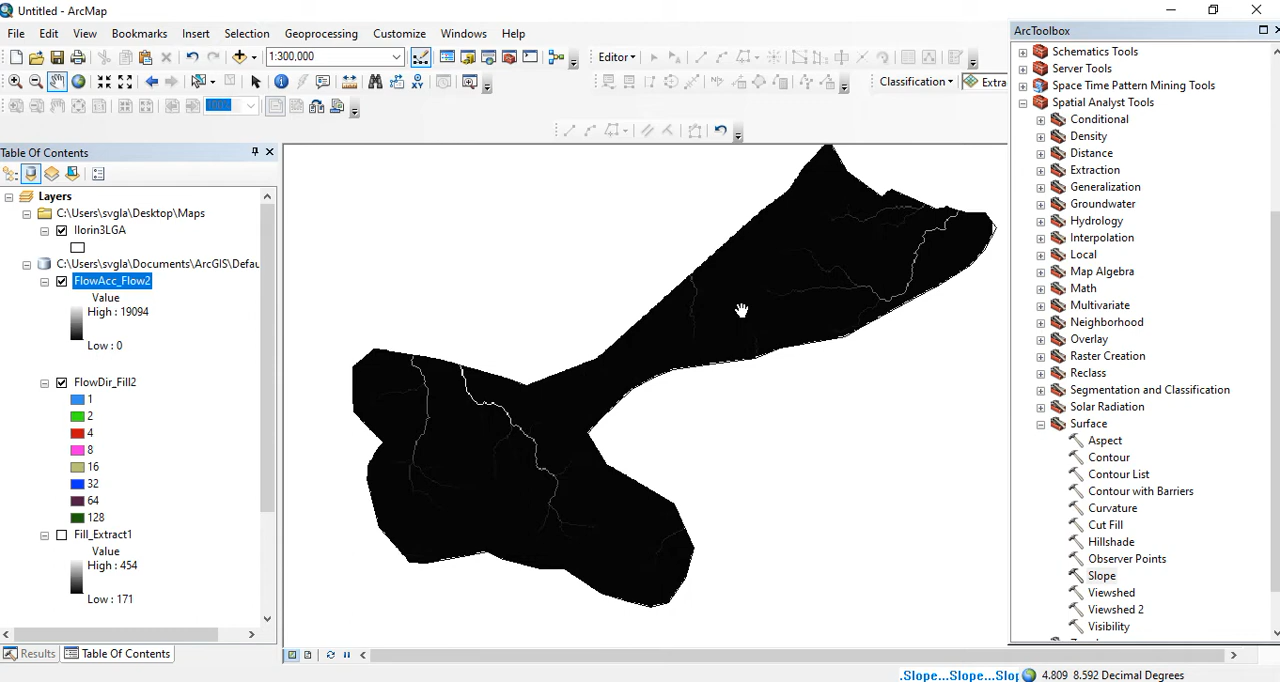 Untitled - ArcMap
File Edit View Bookmarks Insert Selection Geoprocessing Customize Windows Help
1:300,000 Editor
Classification Extra
100%
Table Of Contents
Layers
C:\Users\svgla\Desktop\Maps
Ilorin3LGA
C:\Users\svgla\Documents\ArcGIS\Defau
FlowAcc_Flow2
Value
High : 19094
Low : 0
FlowDir_Fill2
1
2
4
8
16
32
64
128
Fill_Extract1
Value
High : 454
Low : 171
Results Table Of Contents
ArcToolbox
Schematics Tools
Server Tools
Space Time Pattern Mining Tools
Spatial Analyst Tools
Conditional
Density
Distance
Extraction
Generalization
Groundwater
Hydrology
Interpolation
Local
Map Algebra
Math
Multivariate
Neighborhood
Overlay
Raster Creation
Reclass
Segmentation and Classification
Solar Radiation
Surface
Aspect
Contour
Contour List
Contour with Barriers
Curvature
Cut Fill
Hillshade
Observer Points
Slope
Viewshed
Viewshed 2
Visibility
.Slope...Slope...Slop 4.809 8.592 Decimal Degrees